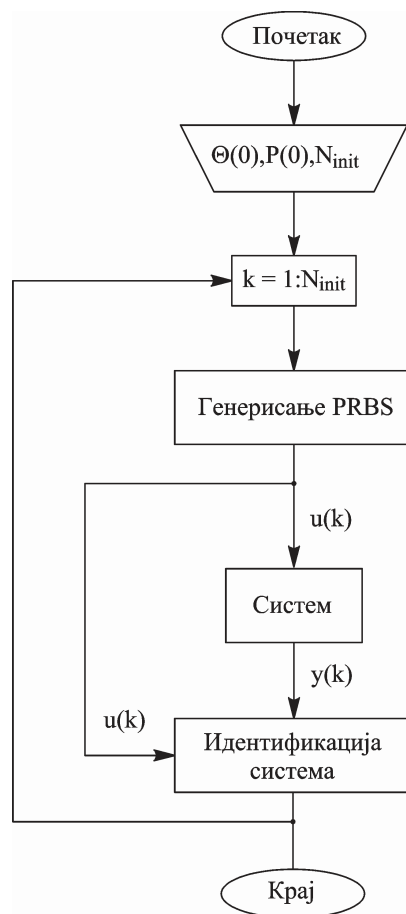 Почетак
Θ(0),P(0),N_init
k = 1:N_init
Генерисање PRBS
u(k)
Систем
y(k)
u(k)
Идентификација
система
Крај